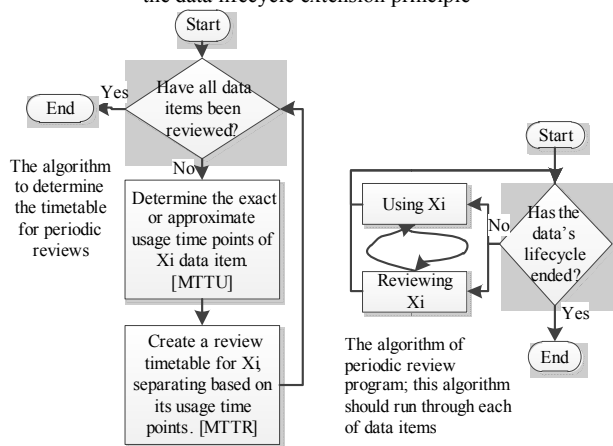 the data lifecycle extension principle
Start
Have all data
items been
reviewed?
Yes
End
No
The algorithm
to determine
the timetable
for periodic
reviews
Determine the exact
or approximate
usage time points of
Xi data item.
[MTTU]
Create a review
timetable for Xi,
separating based on
its usage time
points. [MTTR]
Start
Has the
data's
lifecycle
ended?
No
Using Xi
Reviewing
Xi
Yes
End
The algorithm of
periodic review
program; this algorithm
should run through each
of data items